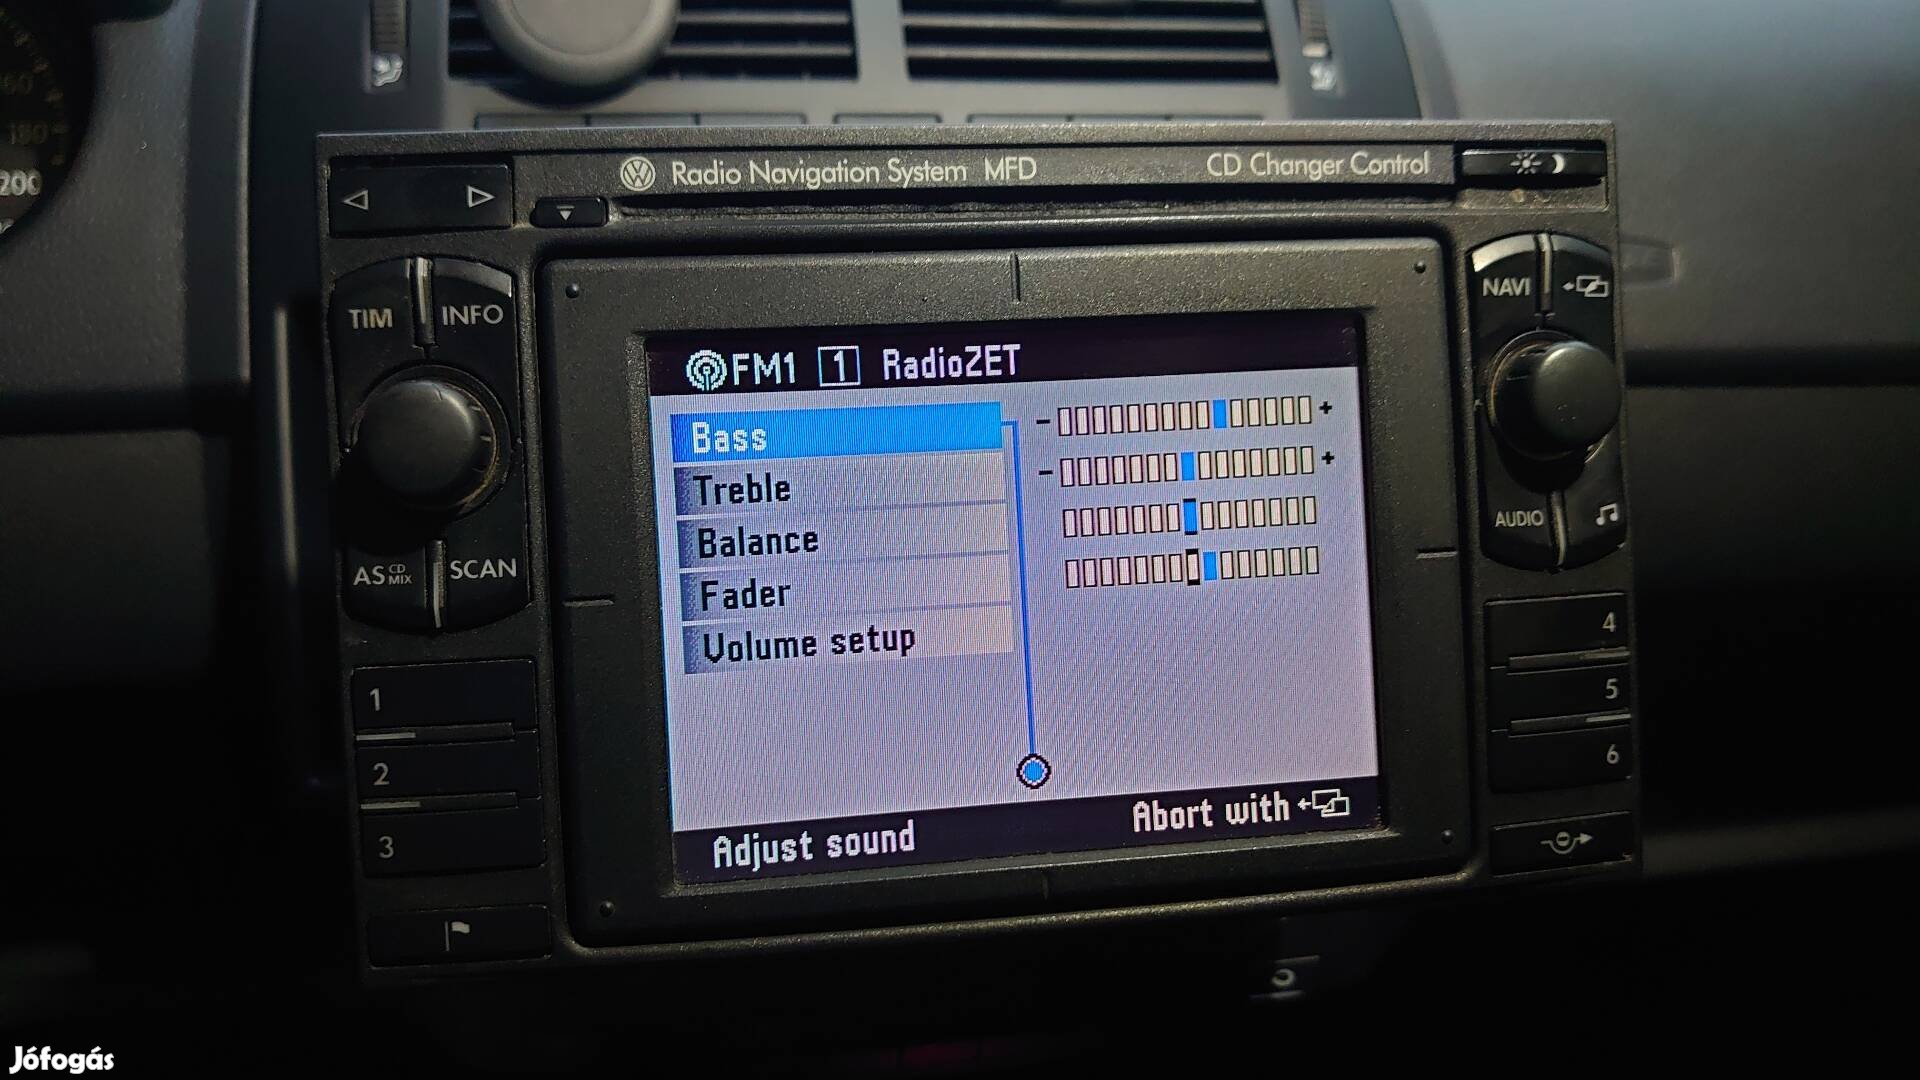 200
Radio Navigation System MFD
CD Changer Control
TIM
INFO
NAVI
FM1 1 RadioZET
Bass
- +
Treble
- +
Balance
Fader
Volume setup
AUDIO
AS CD MIX
SCAN
1
2
3
4
5
6
Adjust sound
Abort with
Jófogás